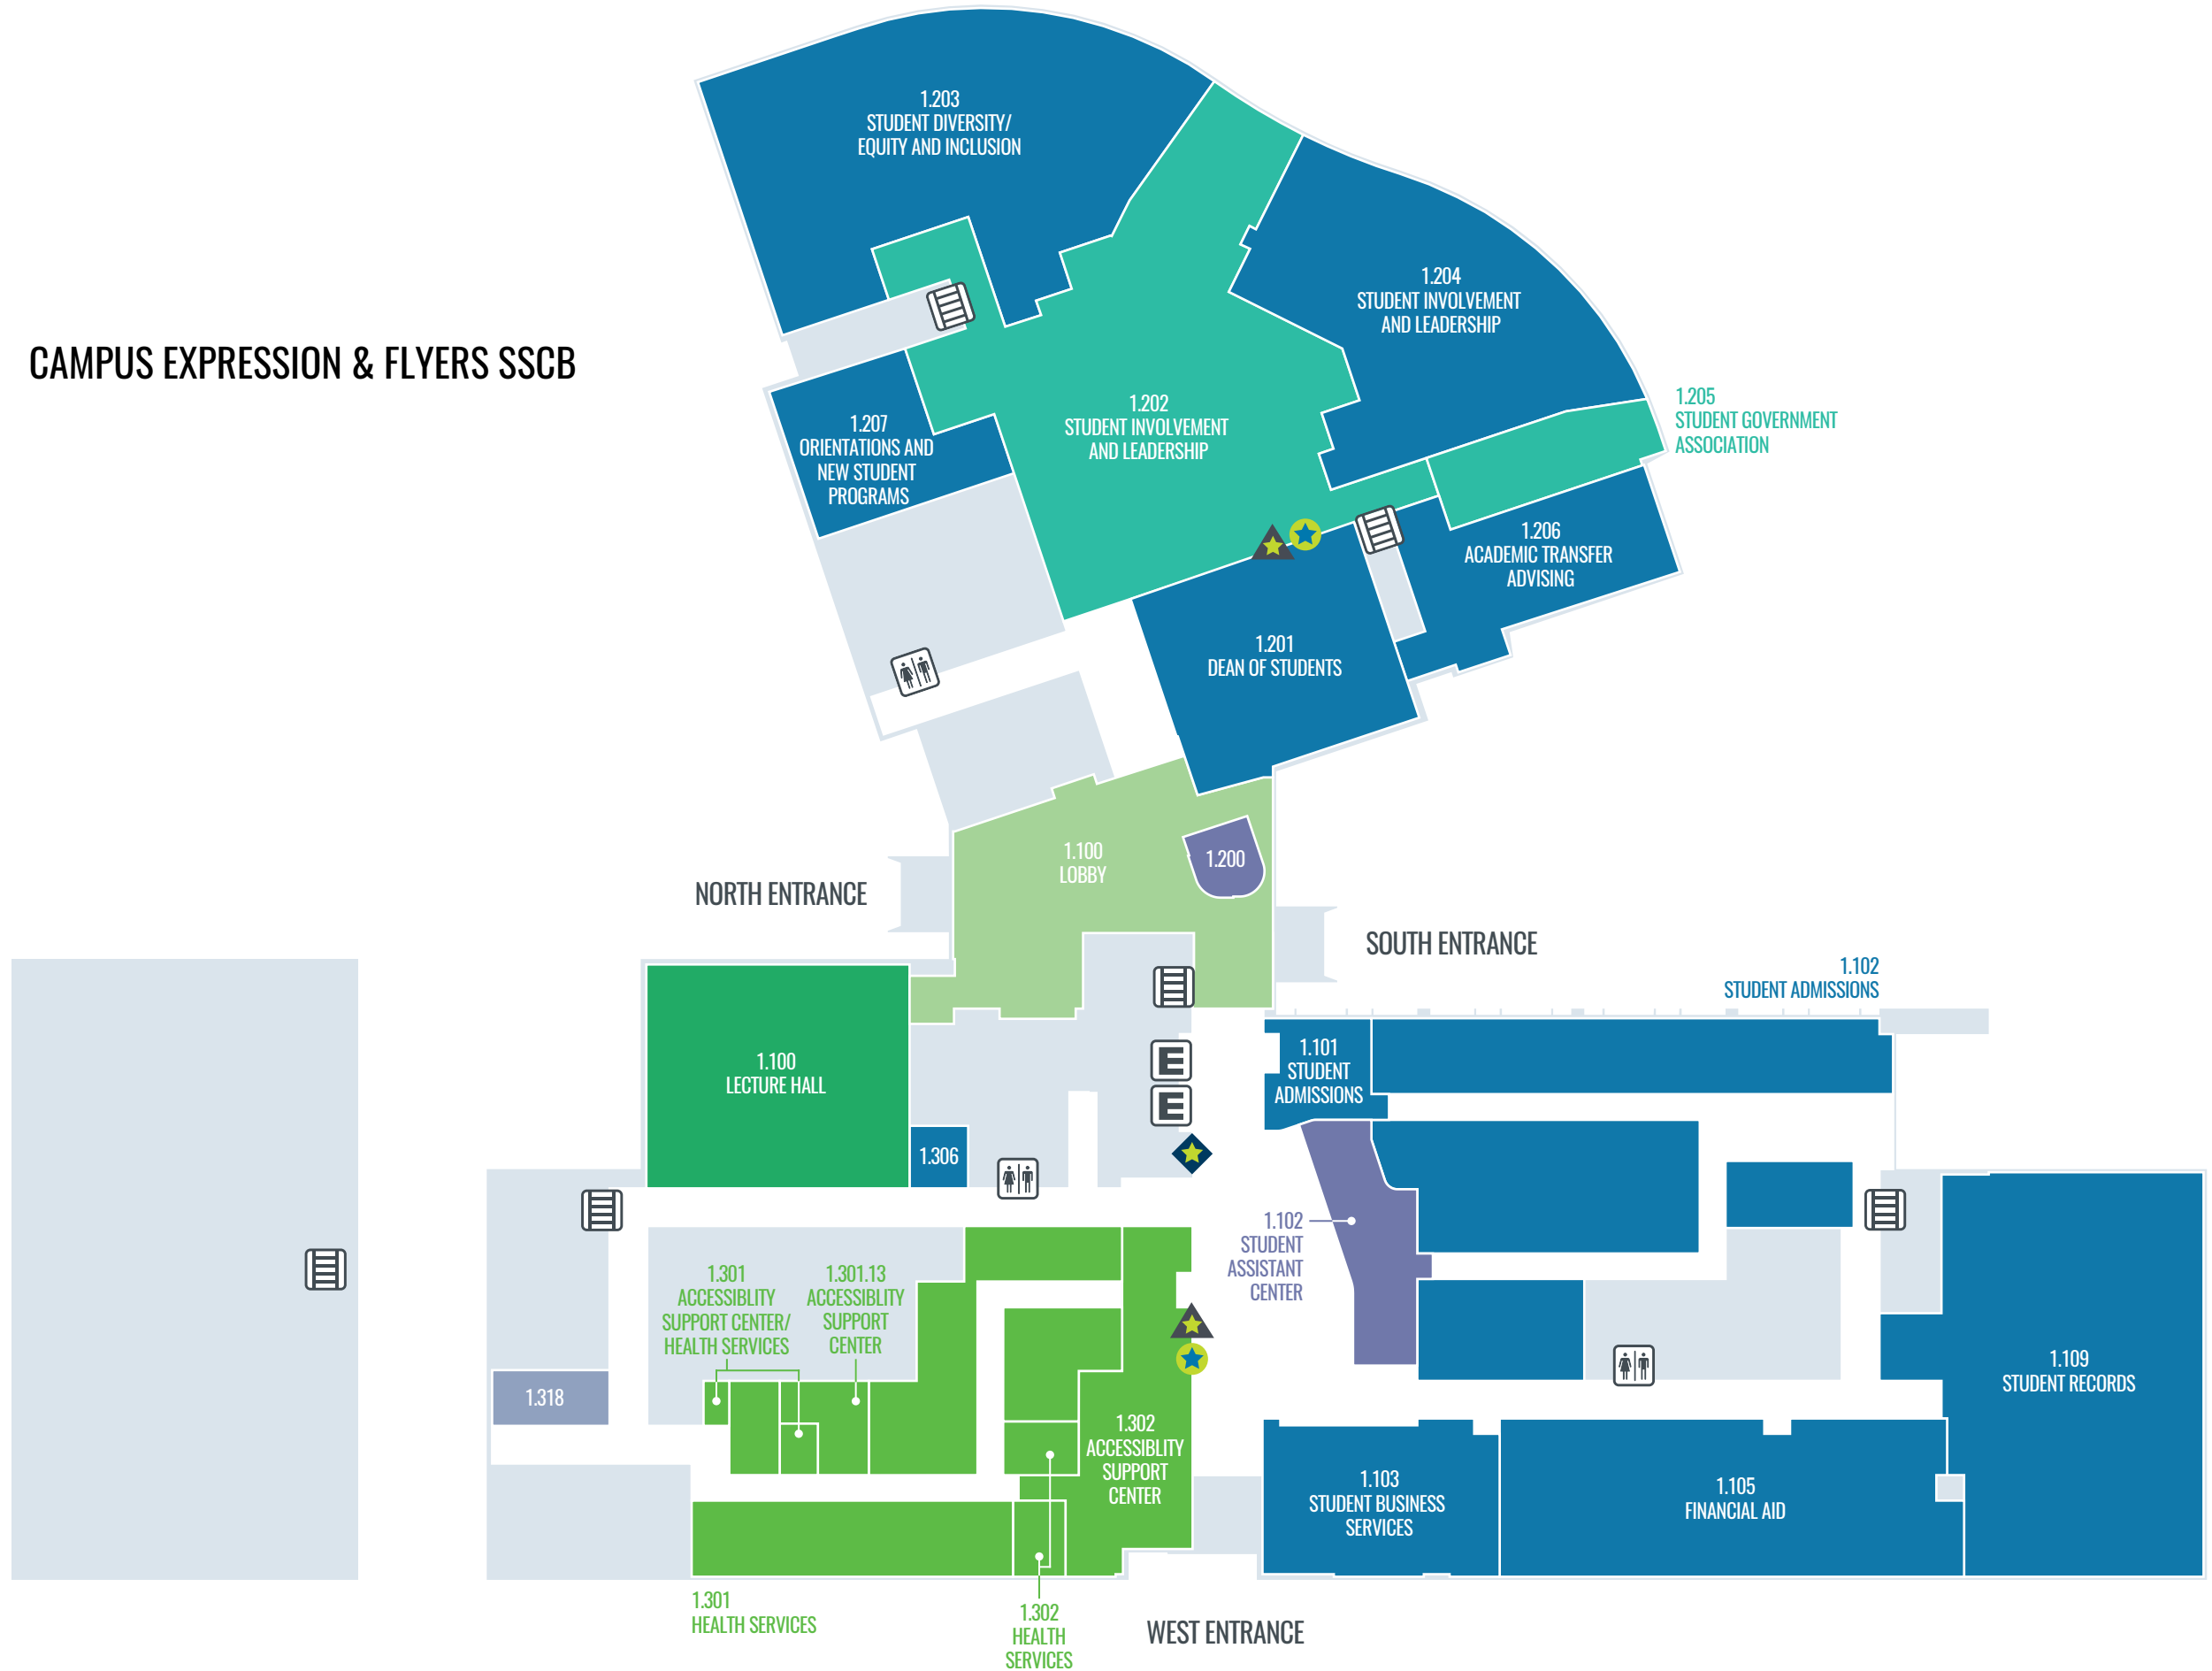 1.203
STUDENT DIVERSITY/
EQUITY AND INCLUSION
1.204
STUDENT INVOLVEMENT
AND LEADERSHIP
CAMPUS EXPRESSION & FLYERS SSCB
1.202
STUDENT INVOLVEMENT
AND LEADERSHIP
1.205
STUDENT GOVERNMENT
ASSOCIATION
1.207
ORIENTATIONS AND
NEW STUDENT
PROGRAMS
1.206
ACADEMIC TRANSFER
ADVISING
1.201
DEAN OF STUDENTS
1.100
LOBBY
1.200
NORTH ENTRANCE
SOUTH ENTRANCE
1.102
STUDENT ADMISSIONS
1.100
LECTURE HALL
1.101
STUDENT
ADMISSIONS
E
E
1.306
1.102
STUDENT
ASSISTANT
CENTER
1.301
ACCESSIBLITY
SUPPORT CENTER/
HEALTH SERVICES
1.301.13
ACCESSIBLITY
SUPPORT
CENTER
1.318
1.109
STUDENT RECORDS
1.302
ACCESSIBLITY
SUPPORT
CENTER
1.103
STUDENT BUSINESS
SERVICES
1.105
FINANCIAL AID
1.301
HEALTH SERVICES
1.302
HEALTH
SERVICES
WEST ENTRANCE